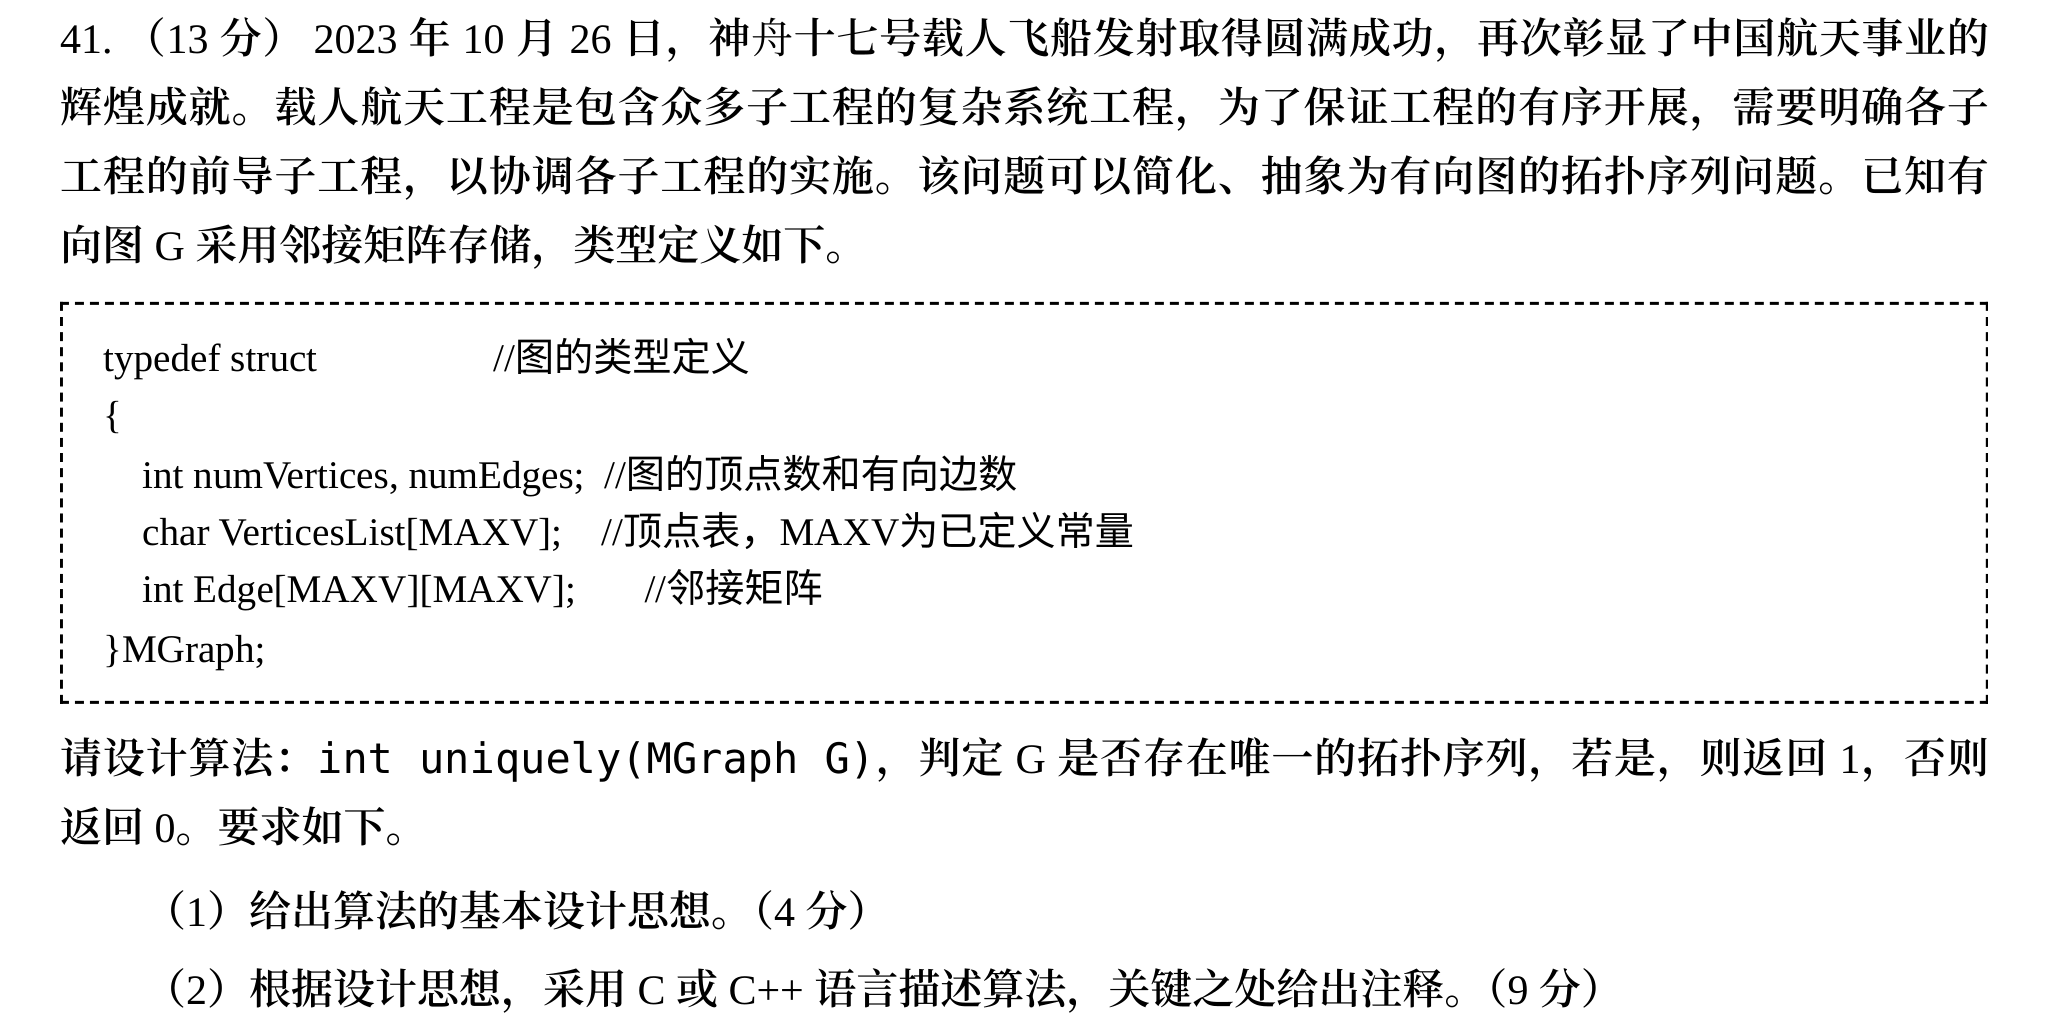 41. （13 分） 2023 年 10 月 26 日，神舟十七号载人飞船发射取得圆满成功，再次彰显了中国航天事业的
辉煌成就。载人航天工程是包含众多子工程的复杂系统工程，为了保证工程的有序开展，需要明确各子
工程的前导子工程，以协调各子工程的实施。该问题可以简化、抽象为有向图的拓扑序列问题。已知有
向图 G 采用邻接矩阵存储，类型定义如下。
typedef struct //图的类型定义
{
int numVertices, numEdges; //图的顶点数和有向边数
char VerticesList[MAXV]; //顶点表，MAXV为已定义常量
int Edge[MAXV][MAXV]; //邻接矩阵
}MGraph;
请设计算法：int uniquely(MGraph G)，判定 G 是否存在唯一的拓扑序列，若是，则返回 1，否则
返回 0。要求如下。
（1）给出算法的基本设计思想。（4 分）
（2）根据设计思想，采用 C 或 C++ 语言描述算法，关键之处给出注释。（9 分）